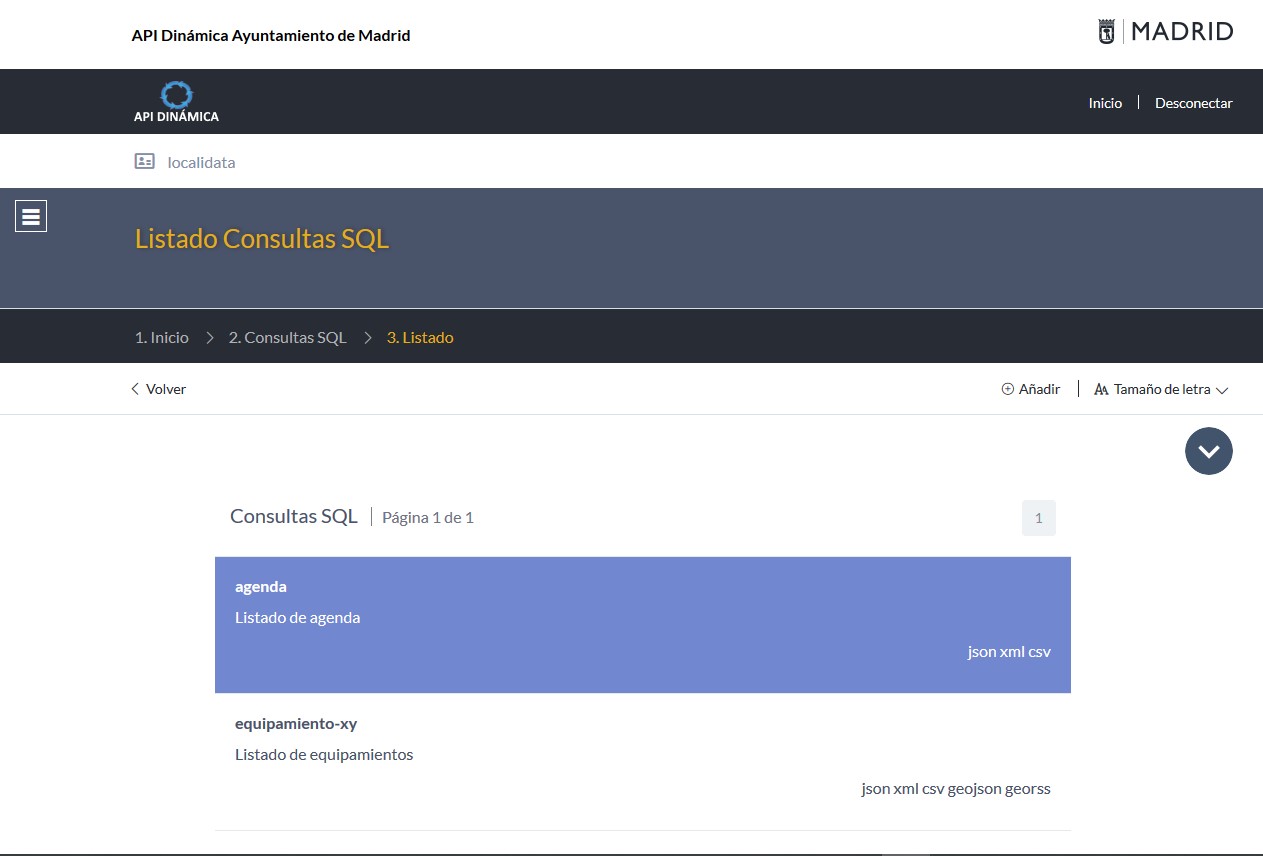 API Dinámica Ayuntamiento de Madrid
MADRID
API DINÁMICA
Inicio
Desconectar
localidata
Listado Consultas SQL
1. Inicio
2. Consultas SQL
3. Listado
Volver
Añadir
AA Tamaño de letra
Consultas SQL
Página 1 de 1
1
agenda
Listado de agenda
json xml csv
equipamiento-xy
Listado de equipamientos
json xml csv geojson georss